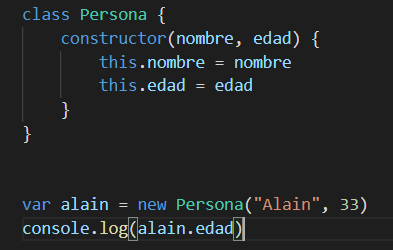 class Persona {
    constructor(nombre, edad) {
        this.nombre = nombre
        this.edad = edad
    }
}
var alain = new Persona("Alain", 33)
console.log(alain.edad)